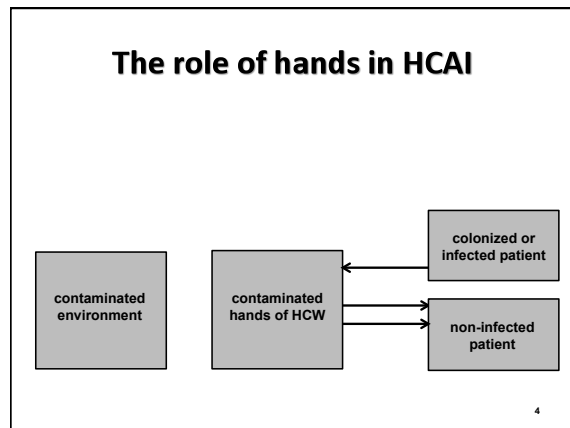 The role of hands in HCAI
contaminated
environment
contaminated
hands of HCW
colonized or
infected patient
non-infected
patient
4